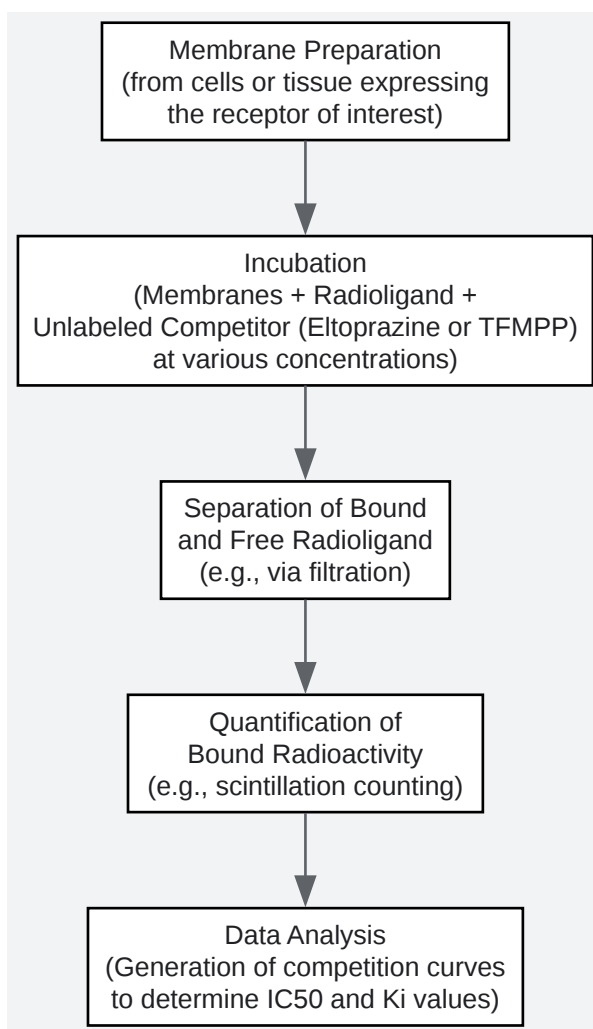 Membrane Preparation
(from cells or tissue expressing
the receptor of interest)
Incubation
(Membranes + Radioligand +
Unlabeled Competitor (Eltoprazine or TFMPP)
at various concentrations)
Separation of Bound
and Free Radioligand
(e.g., via filtration)
Quantification of
Bound Radioactivity
(e.g., scintillation counting)
Data Analysis
(Generation of competition curves
to determine IC50 and Ki values)